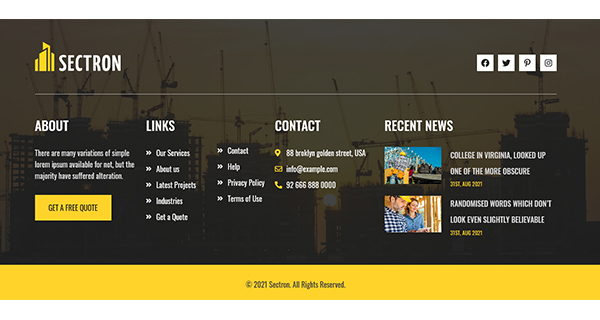 SECTRON
ABOUT
There are many variations of simple
lorem ipsum available for not, but the
majority have suffered alteration.
GET A FREE QUOTE
LINKS
Our Services
About us
Latest Projects
Industries
Get a Quote
Contact
Help
Privacy Policy
Terms of Use
CONTACT
88 broklyn golden street, USA
info@example.com
92 666 888 0000
RECENT NEWS
COLLEGE IN VIRGINIA, LOOKED UP
ONE OF THE MORE OBSCURE
31ST, AUG 2021
RANDOMISED WORDS WHICH DON'T
LOOK EVEN SLIGHTLY BELIEVABLE
31ST, AUG 2021
© 2021 Sectron. All Rights Reserved.